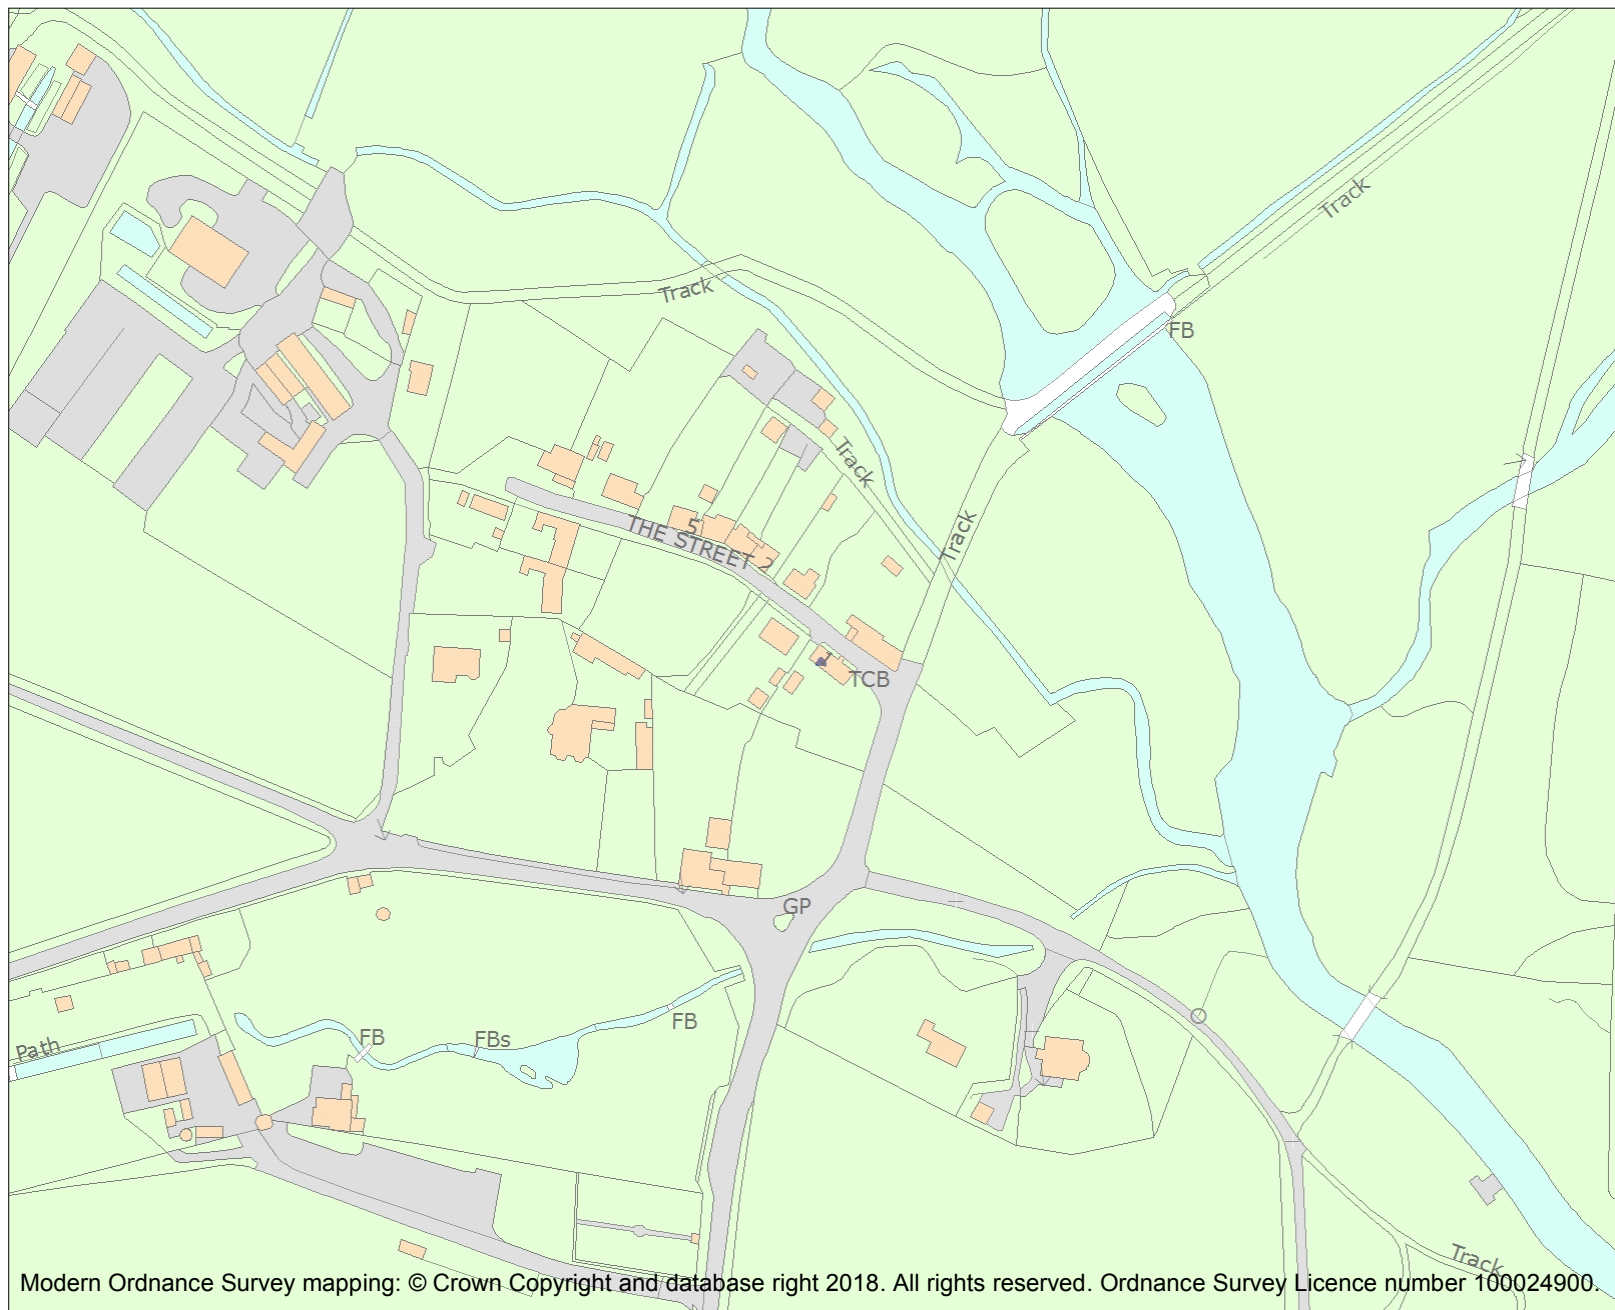 Track
Track
FB
Track
5
THE STREET
2
Track
1
TCB
GP
FB
FBs
FB
Path
Track
Modern Ordnance Survey mapping: © Crown Copyright and database right 2018. All rights reserved. Ordnance Survey Licence number 100024900.